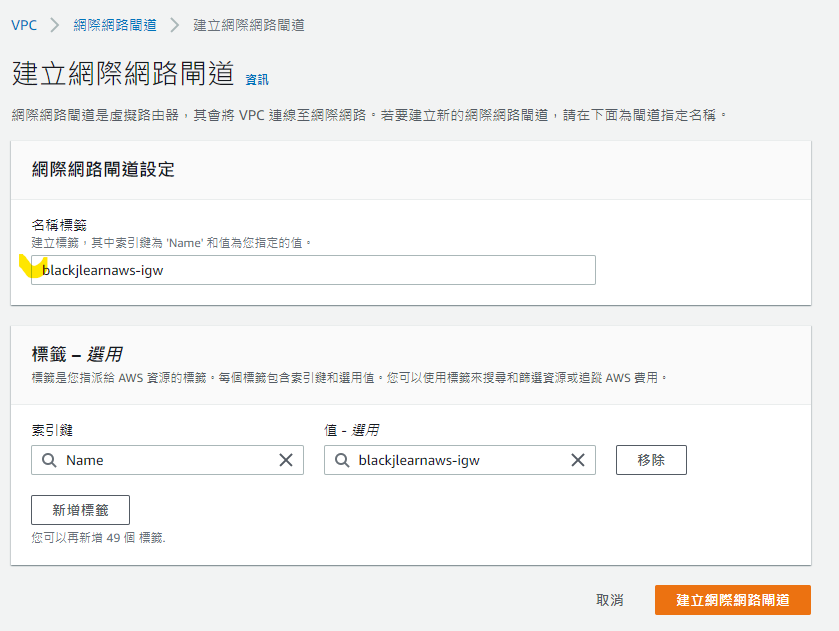 VPC > 網際網路閘道 > 建立網際網路閘道
建立網際網路閘道 資訊
網際網路閘道是虛擬路由器，其會將 VPC 連線至網際網路。若要建立新的網際網路閘道，請在下面為閘道指定名稱。
網際網路閘道設定
名稱標籤
建立標籤，其中索引鍵為 'Name' 和值為您指定的值。
blackjlearnaws-igw
標籤 – 選用
標籤是您指派給 AWS 資源的標籤。每個標籤包含索引鍵和選用值。您可以使用標籤來搜尋和篩選資源或追蹤 AWS 費用。
索引鍵 值 - 選用
Name blackjlearnaws-igw 移除
新增標籤
您可以再新增 49 個 標籤.
取消 建立網際網路閘道